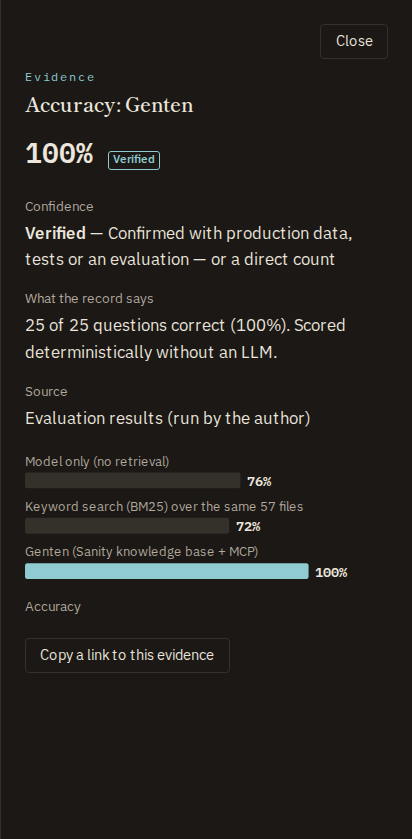 Close
Evidence
Accuracy: Genten
100% Verified
Confidence
Verified — Confirmed with production data,
tests or an evaluation — or a direct count
What the record says
25 of 25 questions correct (100%). Scored
deterministically without an LLM.
Source
Evaluation results (run by the author)
Model only (no retrieval)
76%
Keyword search (BM25) over the same 57 files
72%
Genten (Sanity knowledge base + MCP)
100%
Accuracy
Copy a link to this evidence